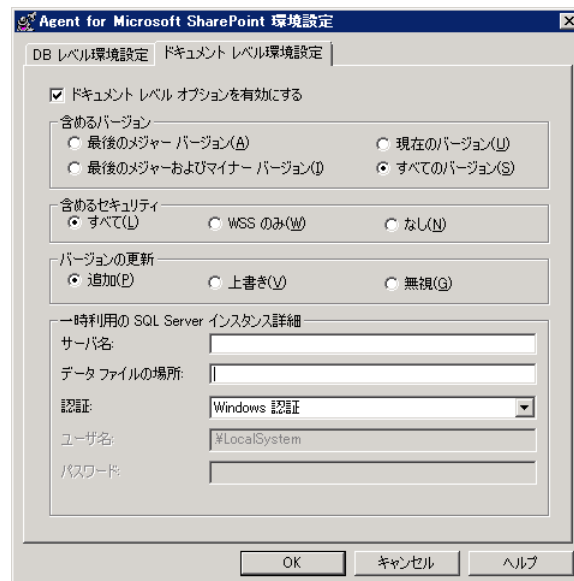 Agent for Microsoft SharePoint 環境設定
DB レベル環境設定 ドキュメント レベル環境設定
ドキュメント レベル オプションを有効にする
含めるバージョン
最後のメジャー バージョン(A) 現在のバージョン(U)
最後のメジャーおよびマイナー バージョン(I) すべてのバージョン(S)
含めるセキュリティ
すべて(L) WSS のみ(W) なし(N)
バージョンの更新
追加(P) 上書き(V) 無視(G)
一時利用の SQL Server インスタンス詳細
サーバ名:
データ ファイルの場所:
認証: Windows 認証
ユーザ名: ¥LocalSystem
パスワード:
OK キャンセル ヘルプ